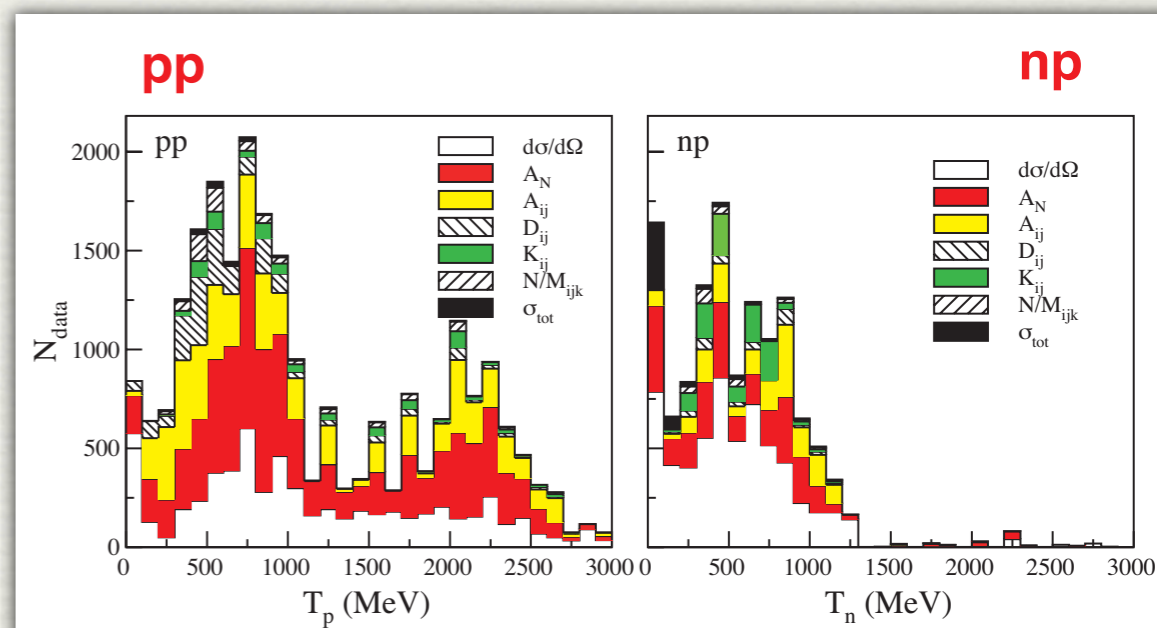 pp
np
pp
dσ/dΩ
A_N
A_ij
D_ij
K_ij
N/M_ijk
σ_tot
N_data
2000
1500
1000
500
0
0 500 1000 1500 2000 2500 3000
T_p (MeV)
np
dσ/dΩ
A_N
A_ij
D_ij
K_ij
N/M_ijk
σ_tot
0 500 1000 1500 2000 2500 3000
T_n (MeV)